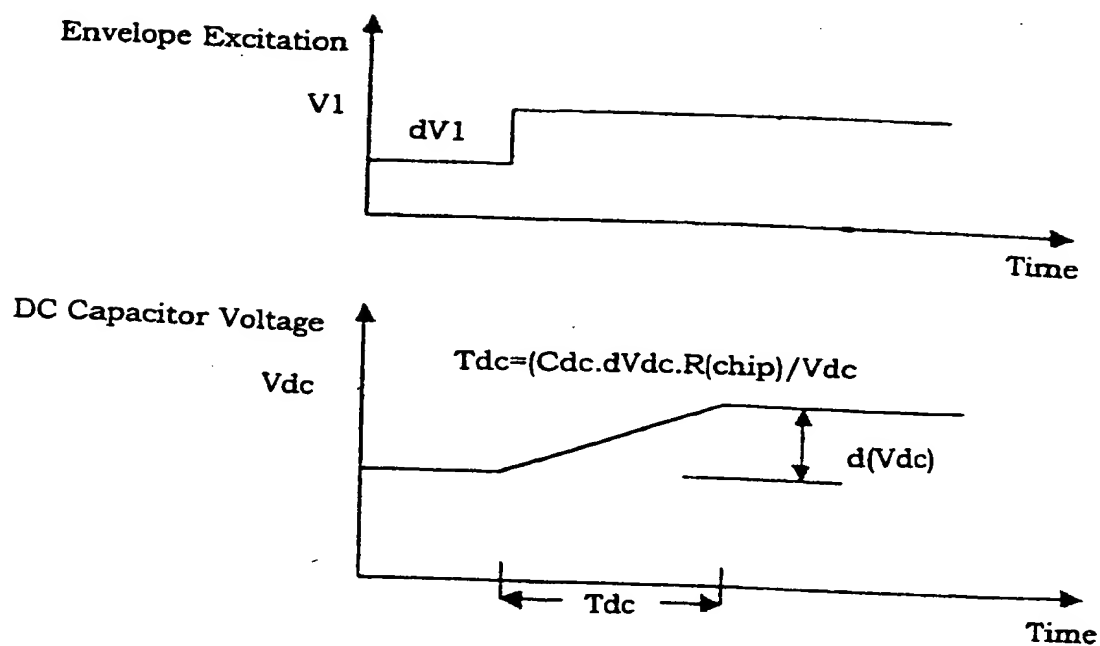 Envelope Excitation
V1
dV1
Time
DC Capacitor Voltage
Vdc
Tdc=(Cdc.dVdc.R(chip)/Vdc
d(Vdc)
Tdc
Time